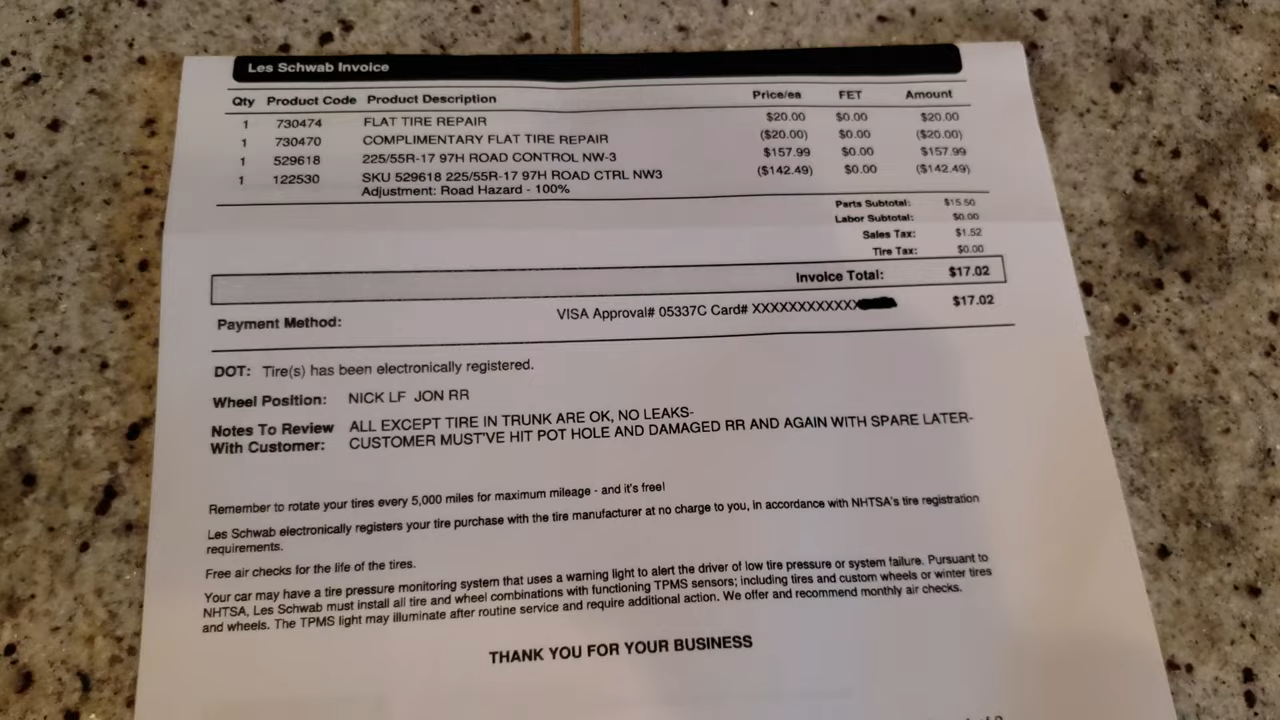 Les Schwab Invoice
Qty Product Code Product Description Price/ea FET Amount
1 730474 FLAT TIRE REPAIR $20.00 $0.00 $20.00
1 730470 COMPLIMENTARY FLAT TIRE REPAIR ($20.00) $0.00 ($20.00)
1 529618 225/55R-17 97H ROAD CONTROL NW-3 $157.99 $0.00 $157.99
1 122530 SKU 529618 225/55R-17 97H ROAD CTRL NW3 ($142.49) $0.00 ($142.49)
Adjustment: Road Hazard - 100%
Parts Subtotal: $15.50
Labor Subtotal: $0.00
Sales Tax: $1.52
Tire Tax: $0.00
Invoice Total: $17.02
Payment Method: VISA Approval# 05337C Card# XXXXXXXXXXXX $17.02
DOT: Tire(s) has been electronically registered.
Wheel Position: NICK LF JON RR
Notes To Review ALL EXCEPT TIRE IN TRUNK ARE OK, NO LEAKS-
With Customer: CUSTOMER MUST'VE HIT POT HOLE AND DAMAGED RR AND AGAIN WITH SPARE LATER-
Remember to rotate your tires every 5,000 miles for maximum mileage - and it's free!
Les Schwab electronically registers your tire purchase with the tire manufacturer at no charge to you, in accordance with NHTSA's tire registration
requirements.
Free air checks for the life of the tires.
Your car may have a tire pressure monitoring system that uses a warning light to alert the driver of low tire pressure or system failure. Pursuant to
NHTSA, Les Schwab must install all tire and wheel combinations with functioning TPMS sensors; including tires and custom wheels or winter tires
and wheels. The TPMS light may illuminate after routine service and require additional action. We offer and recommend monthly air checks.
THANK YOU FOR YOUR BUSINESS